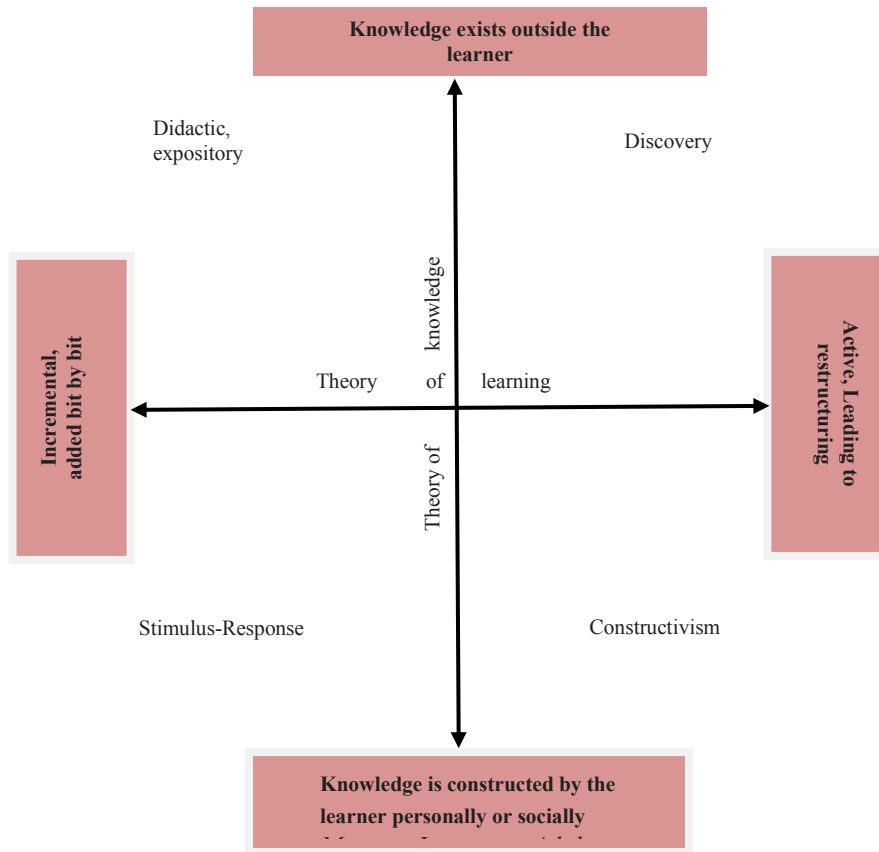 Knowledge exists outside the
learner
Didactic,
expository
Discovery
Incremental,
added bit by bit
Theory of knowledge
Theory of learning
Active, Leading to
restructuring
Stimulus-Response
Constructivism
Knowledge is constructed by the
learner personally or socially